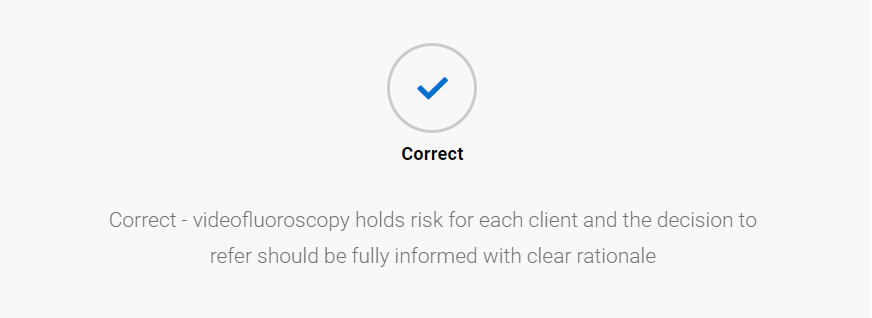 Correct
Correct - videofluoroscopy holds risk for each client and the decision to
refer should be fully informed with clear rationale